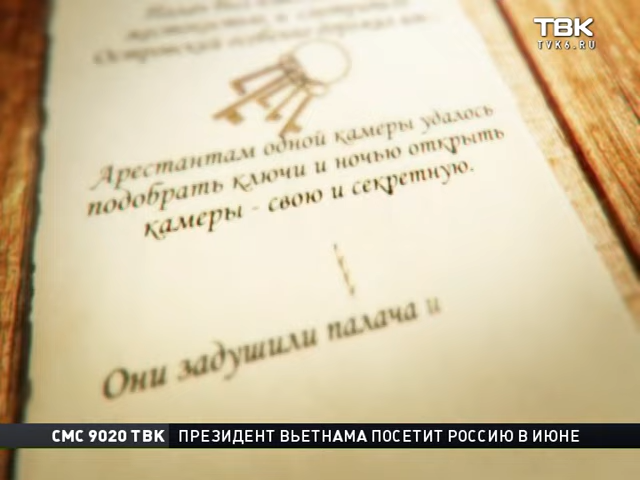 ТВК
TVK6.RU
Арестантам одной камеры удалось
подобрать ключи и ночью открыть
камеры - свою и секретную.
Они задушили палача и
СМС 9020 ТВК ПРЕЗИДЕНТ ВЬЕТНАМА ПОСЕТИТ РОССИЮ В ИЮНЕ